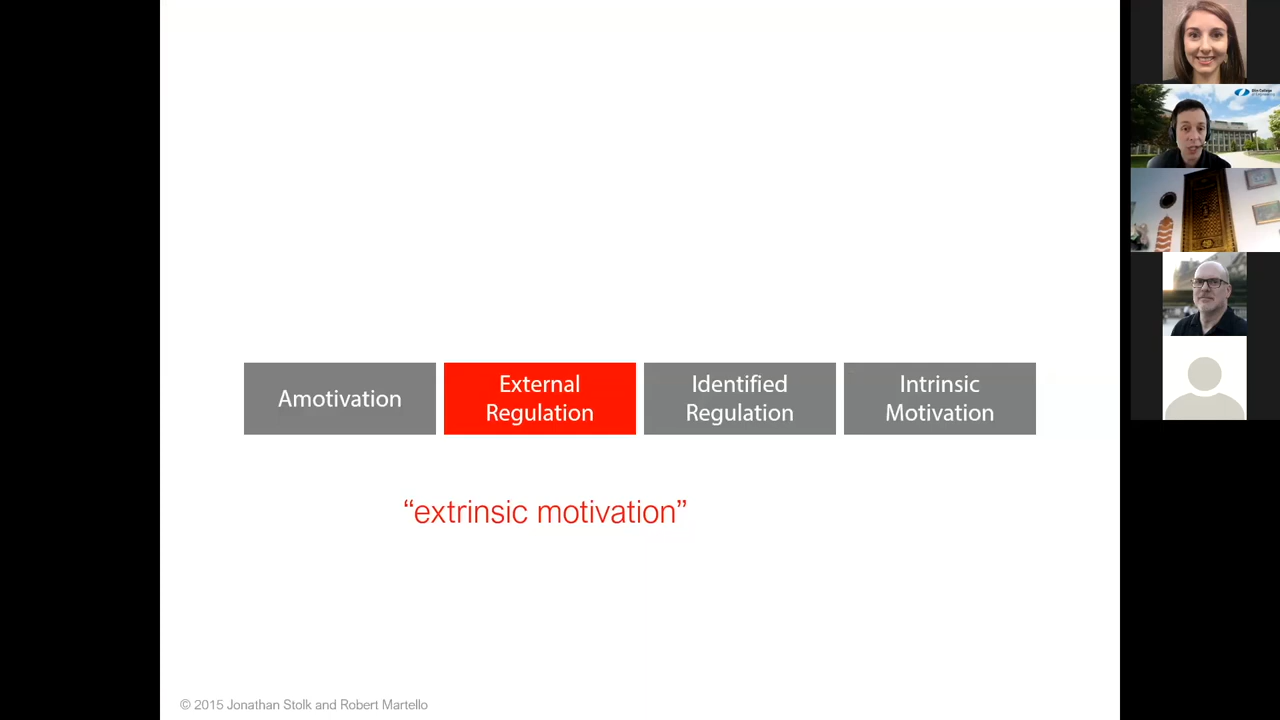 Amotivation
External
Regulation
Identified
Regulation
Intrinsic
Motivation
“extrinsic motivation”
© 2015 Jonathan Stolk and Robert Martello